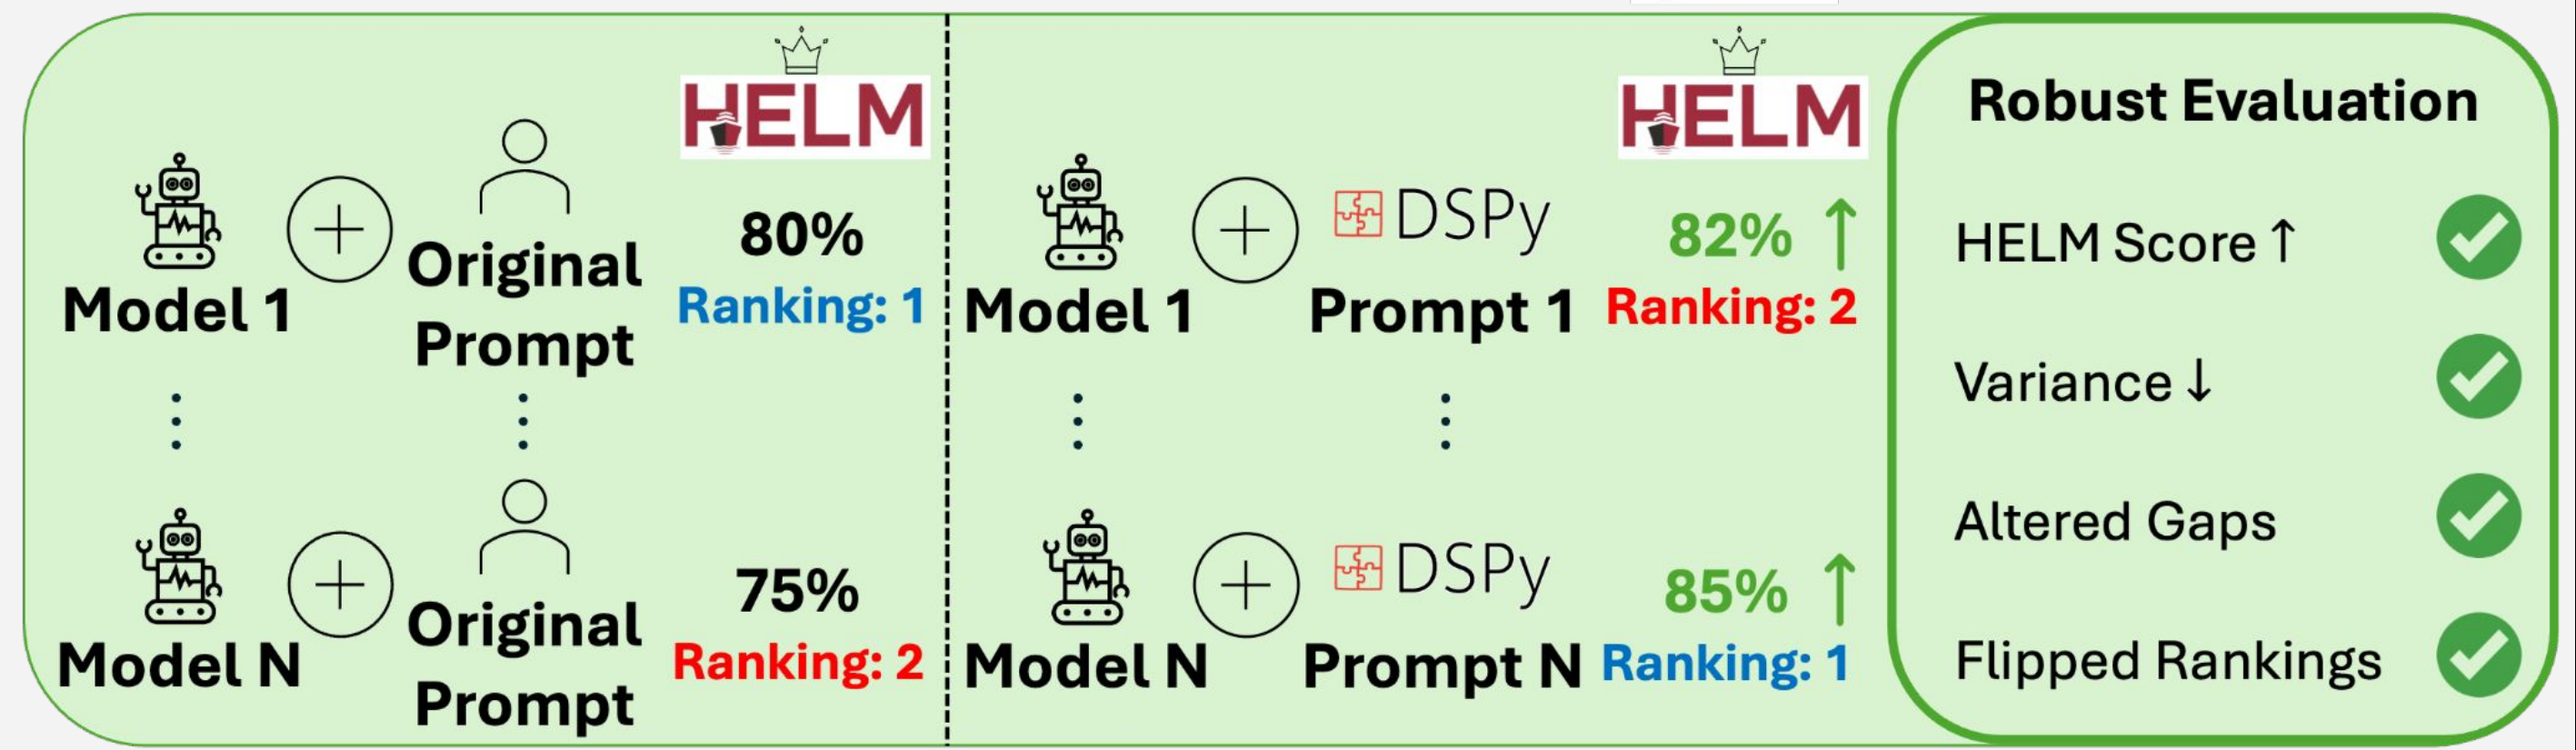 HELM
80%
Ranking: 1
Model 1
Original
Prompt
75%
Ranking: 2
Model N
Original
Prompt
HELM
DSPy
82% ↑
Model 1
Prompt 1
Ranking: 2
DSPy
85% ↑
Model N
Prompt N
Ranking: 1
Robust Evaluation
HELM Score ↑
Variance ↓
Altered Gaps
Flipped Rankings